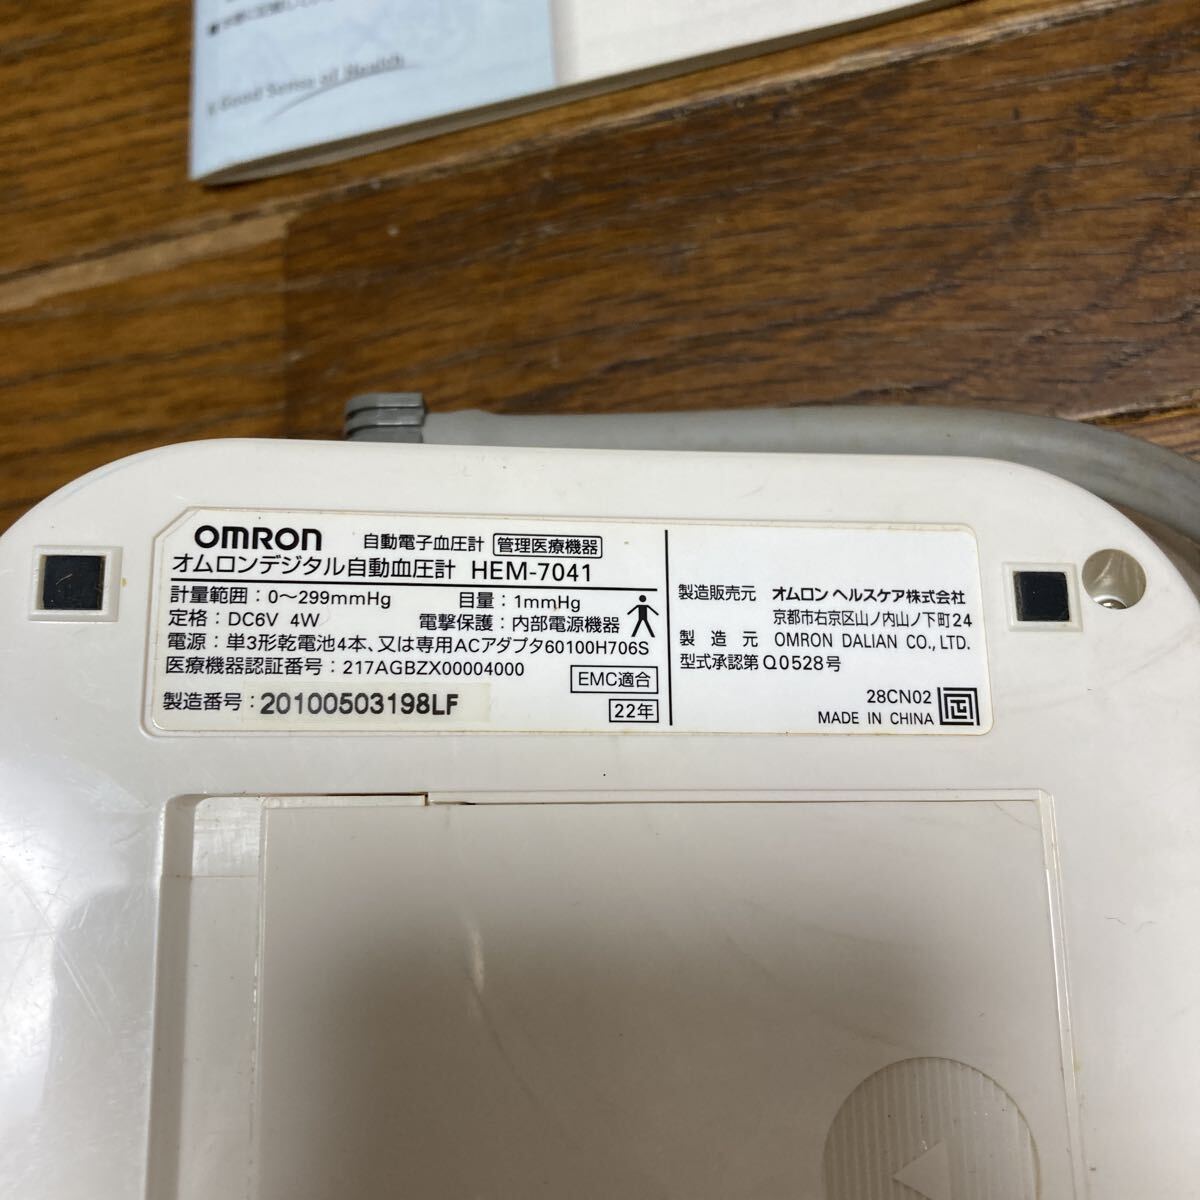 Good Sense of Health
OMRON 自動電子血圧計 管理医療機器
オムロンデジタル自動血圧計 HEM-7041
計量範囲：0〜299mmHg 目量：1mmHg
定格：DC6V 4W 電撃保護：内部電源機器
電源：単3形乾電池4本、又は専用ACアダプタ60100H706S
医療機器認証番号：217AGBZX00004000
EMC適合
製造番号：20100503198LF
22年
製造販売元 オムロン ヘルスケア株式会社
京都市右京区山ノ内山ノ下町24
製造元 OMRON DALIAN CO., LTD.
型式承認第Q0528号
28CN02
MADE IN CHINA